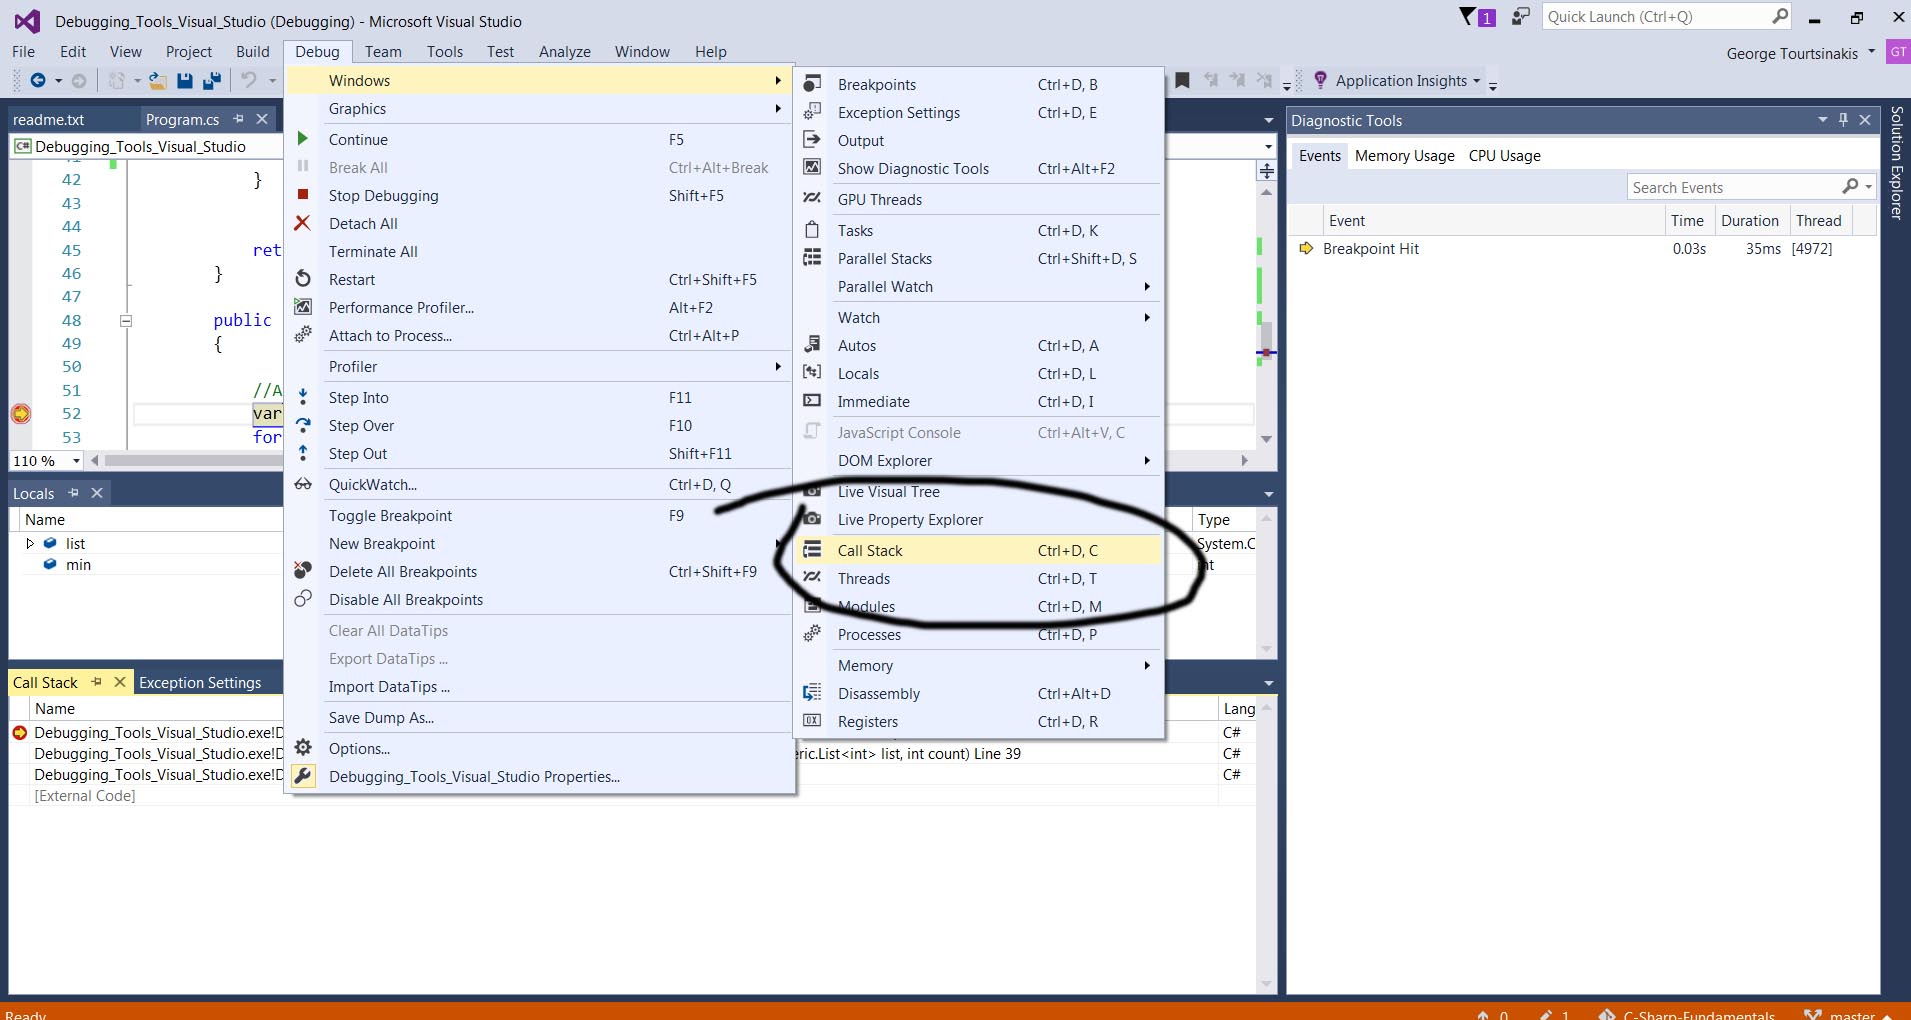 Debugging_Tools_Visual_Studio (Debugging) - Microsoft Visual Studio
1
Quick Launch (Ctrl+Q)
File Edit View Project Build Debug Team Tools Test Analyze Window Help
George Tourtsinakis GT
Application Insights
readme.txt Program.cs
C# Debugging_Tools_Visual_Studio
41
42 }
43
44
45 ret
46 }
47
48 public
49 {
50
51 //A
52 var
53 for
110 %
Windows
Graphics
Continue F5
Break All Ctrl+Alt+Break
Stop Debugging Shift+F5
Detach All
Terminate All
Restart Ctrl+Shift+F5
Performance Profiler... Alt+F2
Attach to Process... Ctrl+Alt+P
Profiler
Step Into F11
Step Over F10
Step Out Shift+F11
QuickWatch... Ctrl+D, Q
Toggle Breakpoint F9
New Breakpoint
Delete All Breakpoints Ctrl+Shift+F9
Disable All Breakpoints
Clear All DataTips
Export DataTips ...
Import DataTips ...
Save Dump As...
Options...
Debugging_Tools_Visual_Studio Properties...
Breakpoints Ctrl+D, B
Exception Settings Ctrl+D, E
Output
Show Diagnostic Tools Ctrl+Alt+F2
GPU Threads
Tasks Ctrl+D, K
Parallel Stacks Ctrl+Shift+D, S
Parallel Watch
Watch
Autos Ctrl+D, A
Locals Ctrl+D, L
Immediate Ctrl+D, I
JavaScript Console Ctrl+Alt+V, C
DOM Explorer
Live Visual Tree
Live Property Explorer
Call Stack Ctrl+D, C
Threads Ctrl+D, T
Modules Ctrl+D, M
Processes Ctrl+D, P
Memory
Disassembly Ctrl+Alt+D
Registers Ctrl+D, R
Diagnostic Tools
Events Memory Usage CPU Usage
Search Events
Event Time Duration Thread
Breakpoint Hit 0.03s 35ms [4972]
Solution Explorer
Locals
Name Type
list System.C
min int
Call Stack Exception Settings
Name Lang
Debugging_Tools_Visual_Studio.exe!D C#
Debugging_Tools_Visual_Studio.exe!D eric.List<int> list, int count) Line 39 C#
Debugging_Tools_Visual_Studio.exe!D C#
[External Code]
Ready 0 1 C-Sharp-Fundamentals master